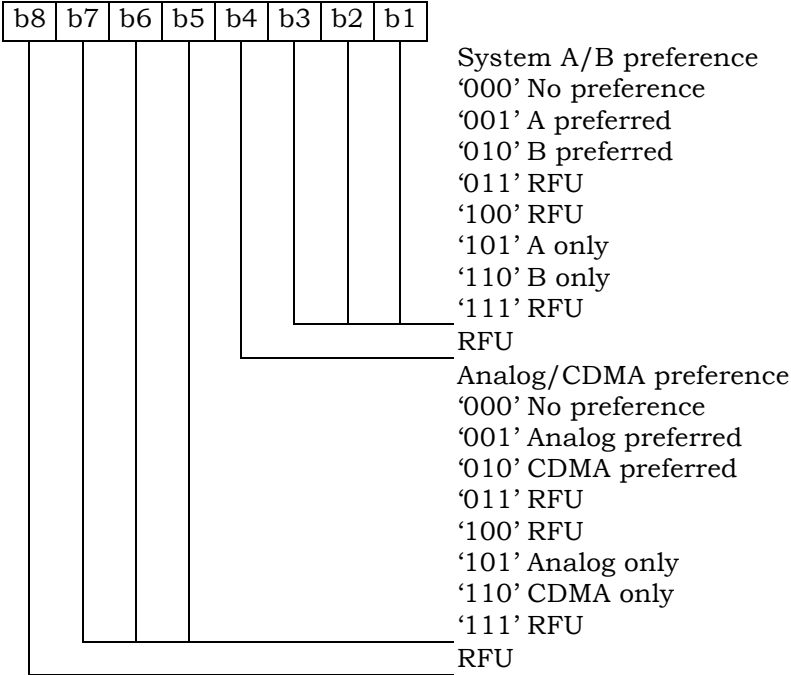 b8 b7 b6 b5 b4 b3 b2 b1
System A/B preference
‘000’ No preference
‘001’ A preferred
‘010’ B preferred
‘011’ RFU
‘100’ RFU
‘101’ A only
‘110’ B only
‘111’ RFU
RFU
Analog/CDMA preference
‘000’ No preference
‘001’ Analog preferred
‘010’ CDMA preferred
‘011’ RFU
‘100’ RFU
‘101’ Analog only
‘110’ CDMA only
‘111’ RFU
RFU